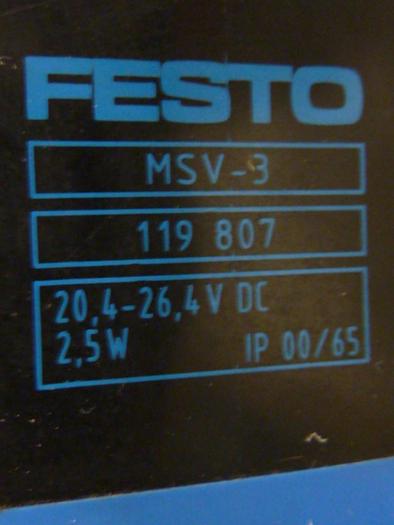 FESTO
MSV-3
119 807
20,4-26,4 V DC
2,5 W IP 00/65